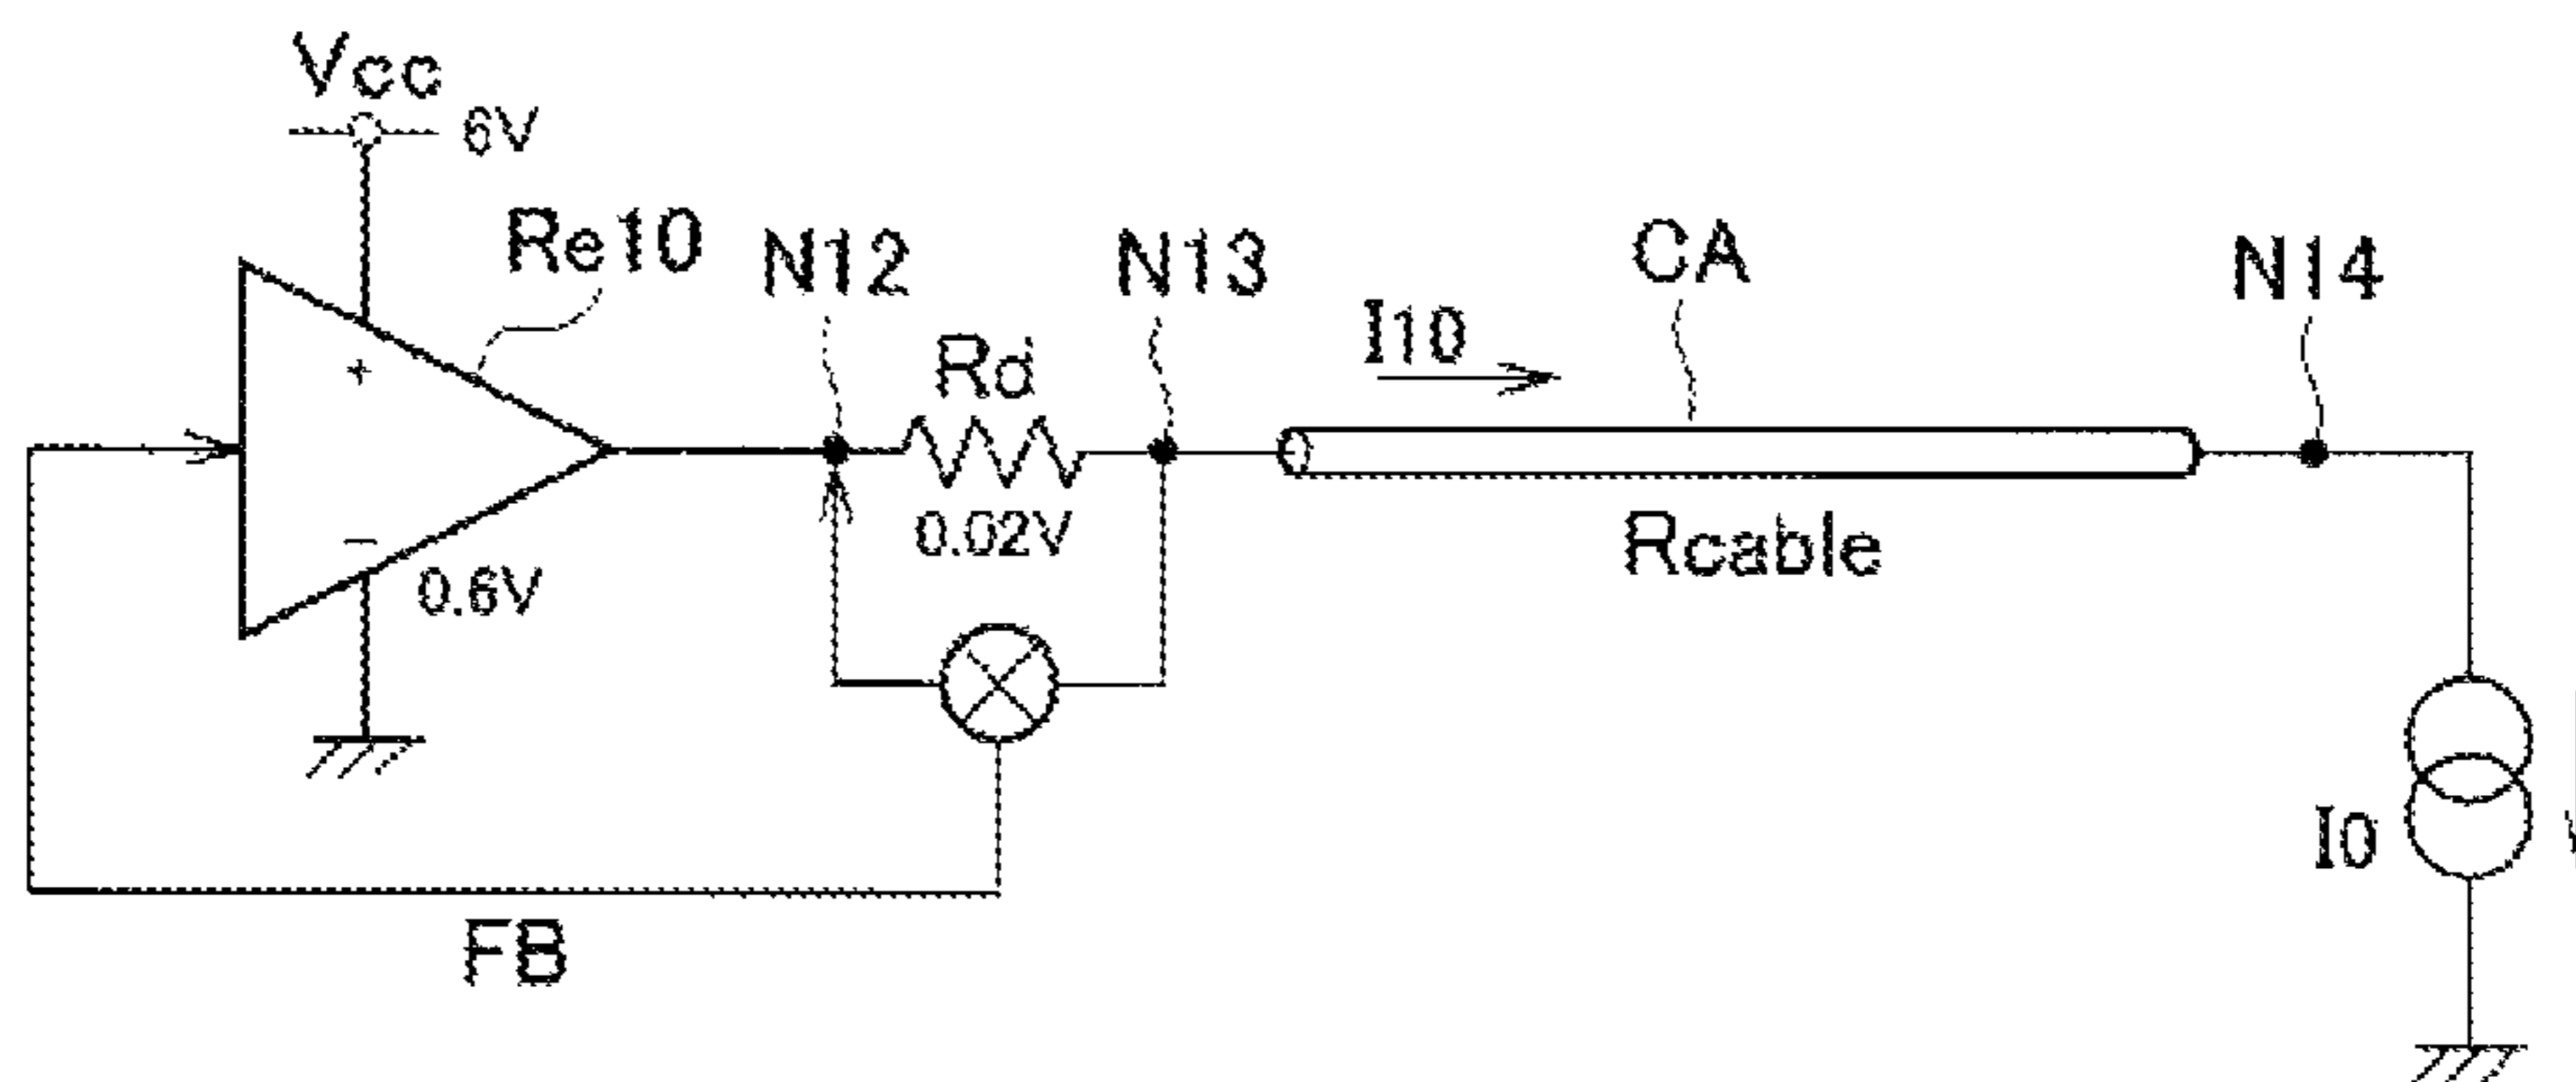 Vcc
6V
Re10
N12
N13
CA
N14
I10
Rd
+
0.02V
Rcable
−
0.6V
I0
FB